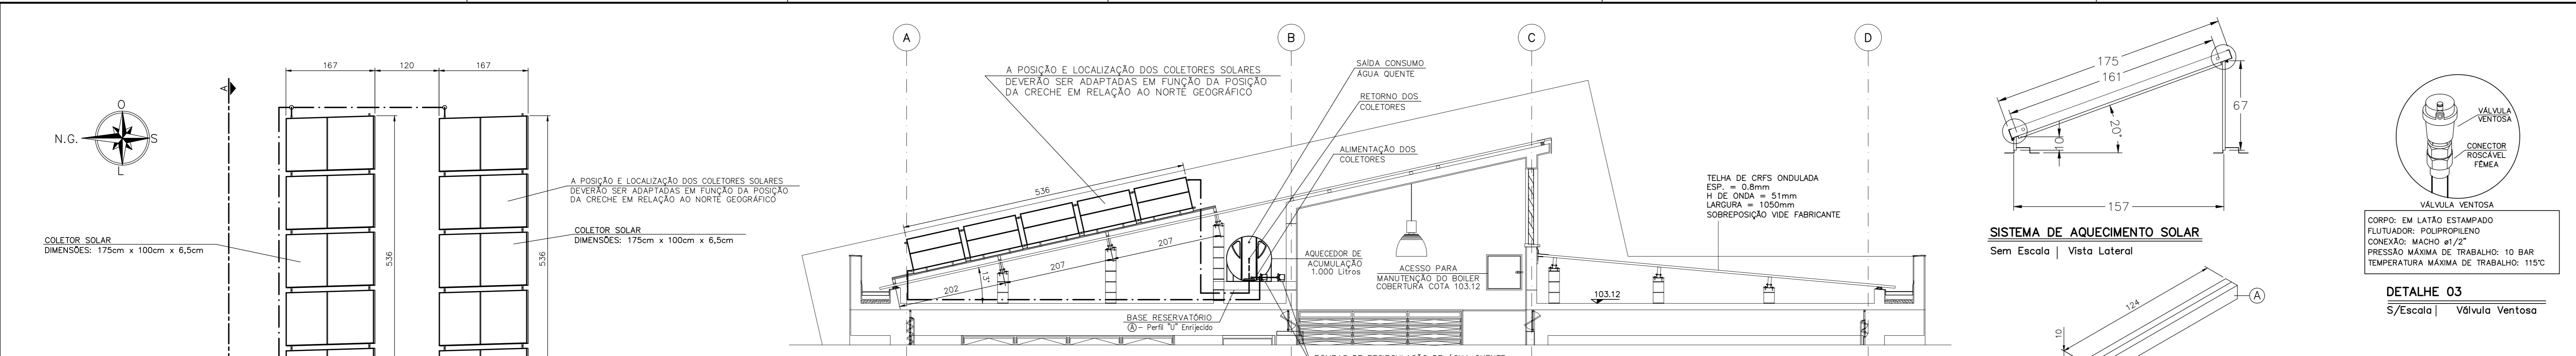 O
N.G.
S
L
A
167
120
167
536
536
A POSIÇÃO E LOCALIZAÇÃO DOS COLETORES SOLARES
DEVERÃO SER ADAPTADAS EM FUNÇÃO DA POSIÇÃO
DA CRECHE EM RELAÇÃO AO NORTE GEOGRÁFICO
COLETOR SOLAR
DIMENSÕES: 175cm x 100cm x 6,5cm
COLETOR SOLAR
DIMENSÕES: 175cm x 100cm x 6,5cm
A
B
C
D
A POSIÇÃO E LOCALIZAÇÃO DOS COLETORES SOLARES
DEVERÃO SER ADAPTADAS EM FUNÇÃO DA POSIÇÃO
DA CRECHE EM RELAÇÃO AO NORTE GEOGRÁFICO
SAÍDA CONSUMO
ÁGUA QUENTE
RETORNO DOS
COLETORES
ALIMENTAÇÃO DOS
COLETORES
536
207
207
202
13°
AQUECEDOR DE
ACUMULAÇÃO
1.000 Litros
ACESSO PARA
MANUTENÇÃO DO BOILER
COBERTURA COTA 103.12
BASE RESERVATÓRIO
A - Perfil "U" Enrijecido
TELHA DE CRFS ONDULADA
ESP. = 0.8mm
H DE ONDA = 51mm
LARGURA = 1050mm
SOBREPOSIÇÃO VIDE FABRICANTE
103.12
175
161
67
20°
10
157
SISTEMA DE AQUECIMENTO SOLAR
Sem Escala | Vista Lateral
124
10
A
VÁLVULA
VENTOSA
CONECTOR
ROSCÁVEL
FÊMEA
VÁLVULA VENTOSA
CORPO: EM LATÃO ESTAMPADO
FLUTUADOR: POLIPROPILENO
CONEXÃO: MACHO ø1/2"
PRESSÃO MÁXIMA DE TRABALHO: 10 BAR
TEMPERATURA MÁXIMA DE TRABALHO: 115°C
DETALHE 03
S/Escala | Válvula Ventosa